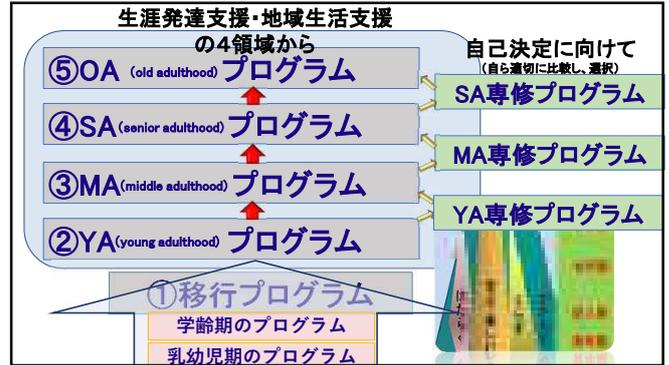 生涯発達支援・地域生活支援
の4領域から
⑤OA (old adulthood) プログラム
④SA (senior adulthood) プログラム
③MA (middle adulthood) プログラム
②YA (young adulthood) プログラム
①移行プログラム
学齢期のプログラム
乳幼児期のプログラム
自己決定に向けて
(自ら適切に比較し、選択)
SA専修プログラム
MA専修プログラム
YA専修プログラム